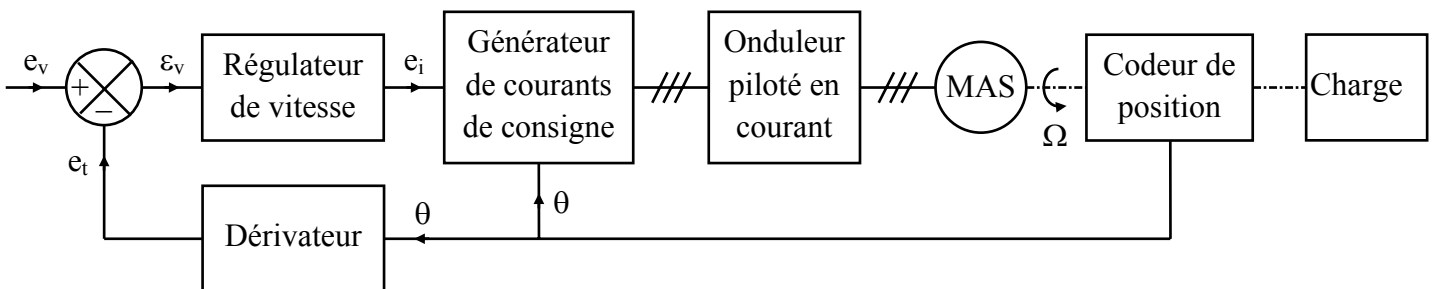 e_v
+
−
ε_v
Régulateur
de vitesse
e_i
Générateur
de courants
de consigne
Onduleur
piloté en
courant
MAS
Ω
Codeur de
position
Charge
e_t
Dérivateur
θ
θ